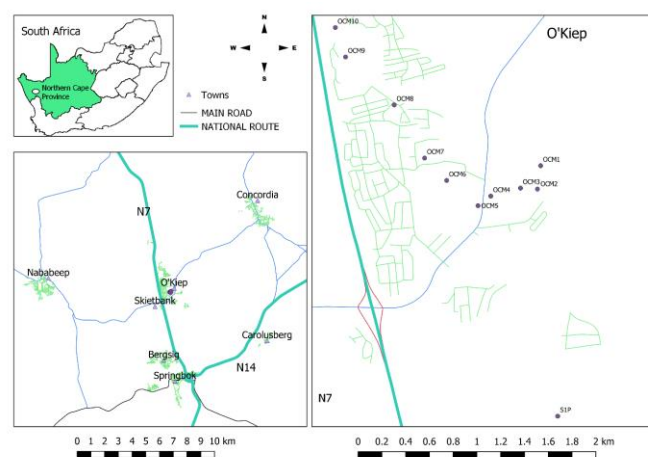 South Africa
Northern Cape
Province
N
W
E
S
Towns
MAIN ROAD
NATIONAL ROUTE
N7
Concordia
Nababeep
O'Kiep
Skietbank
Carolusberg
Bergsig
Springbok
N14
0 1 2 3 4 5 6 7 8 9 10 km
O'Kiep
OCM10
OCM9
OCM8
OCM7
OCM6
OCM1
OCM3
OCM2
OCM4
OCM5
N7
S1P
0 0.2 0.4 0.6 0.8 1 1.2 1.4 1.6 1.8 2 km